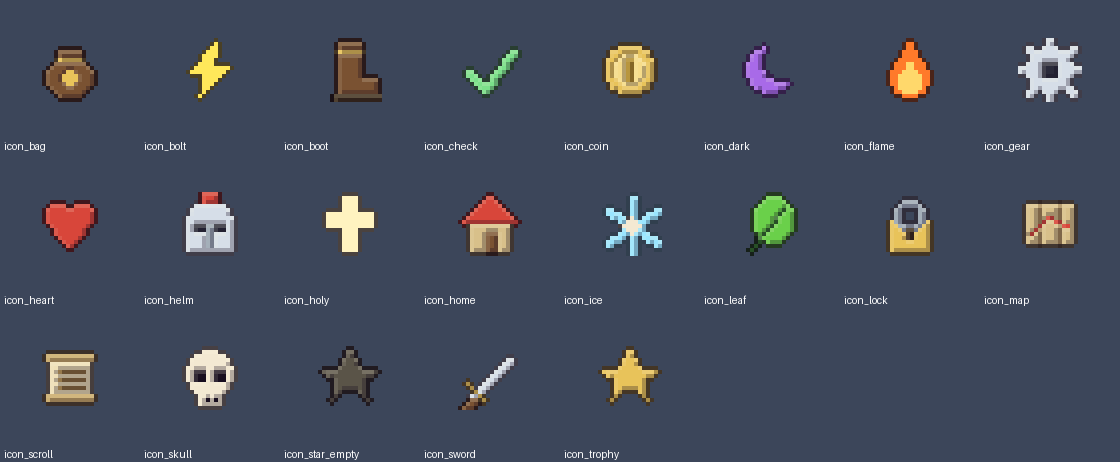 icon_bag icon_bolt icon_boot icon_check icon_coin icon_dark icon_flame icon_gear
icon_heart icon_helm icon_holy icon_home icon_ice icon_leaf icon_lock icon_map
icon_scroll icon_skull icon_star_empty icon_sword icon_trophy